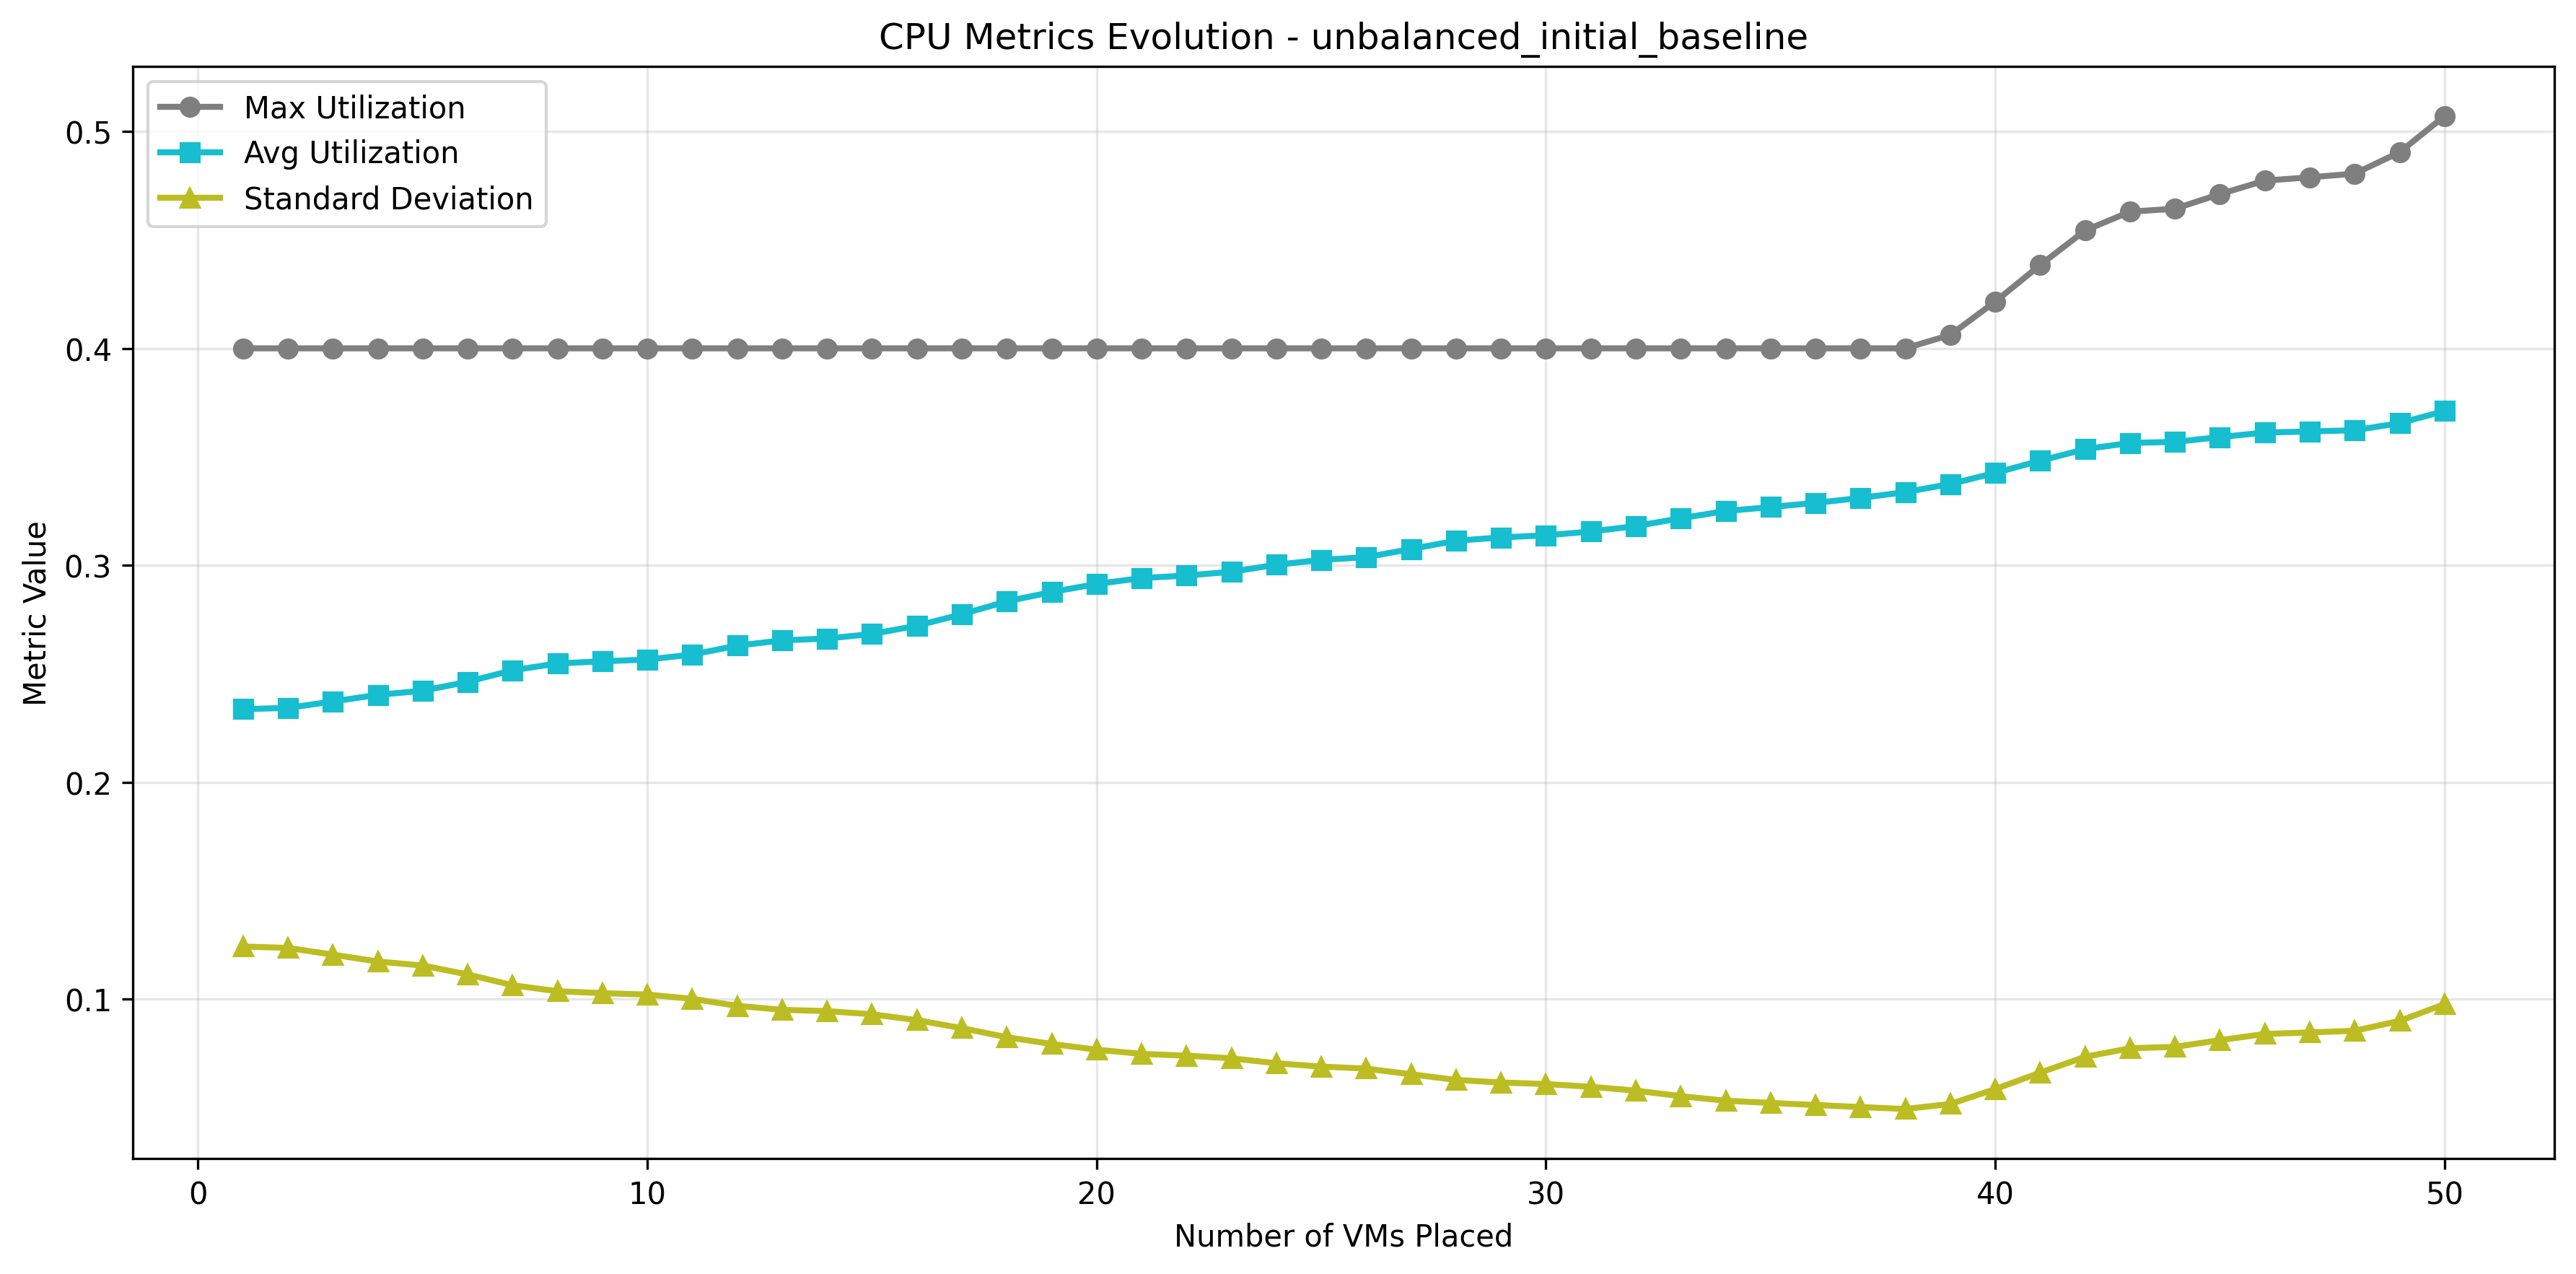 CPU Metrics Evolution - unbalanced_initial_baseline
Max Utilization
Avg Utilization
Standard Deviation
0.5
0.4
0.3
0.2
0.1
Metric Value
0 10 20 30 40 50
Number of VMs Placed